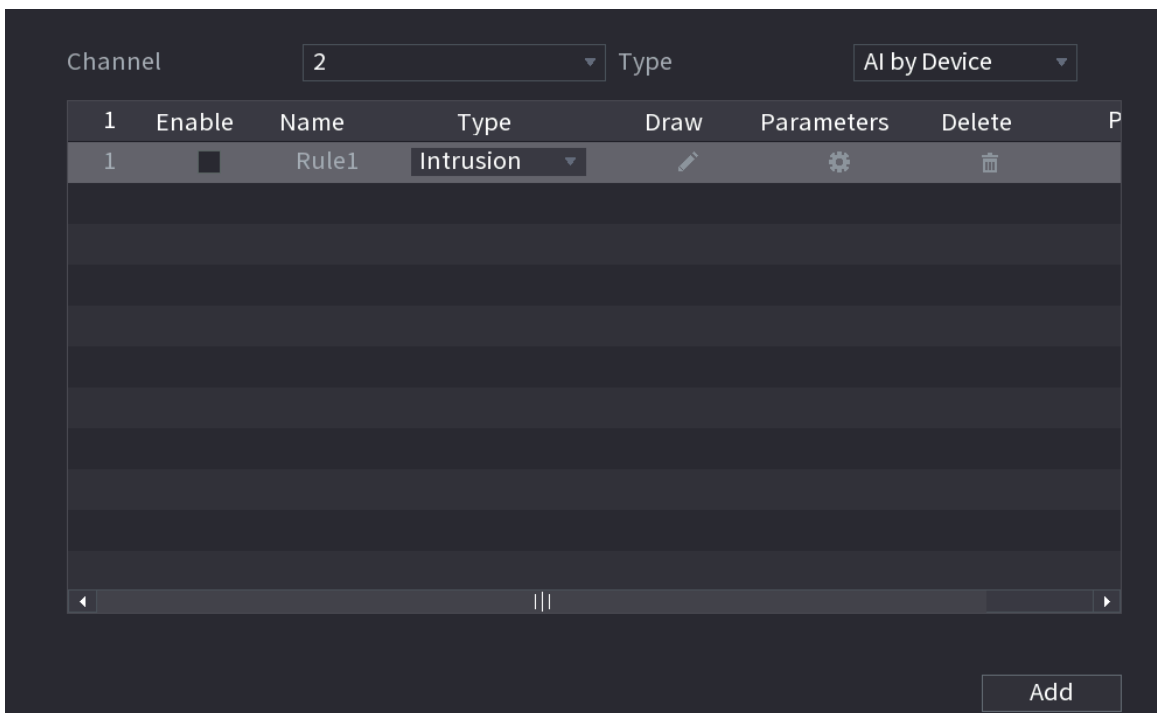 Channel 2 Type AI by Device
1 Enable Name Type Draw Parameters Delete P
1 Rule1 Intrusion
Add